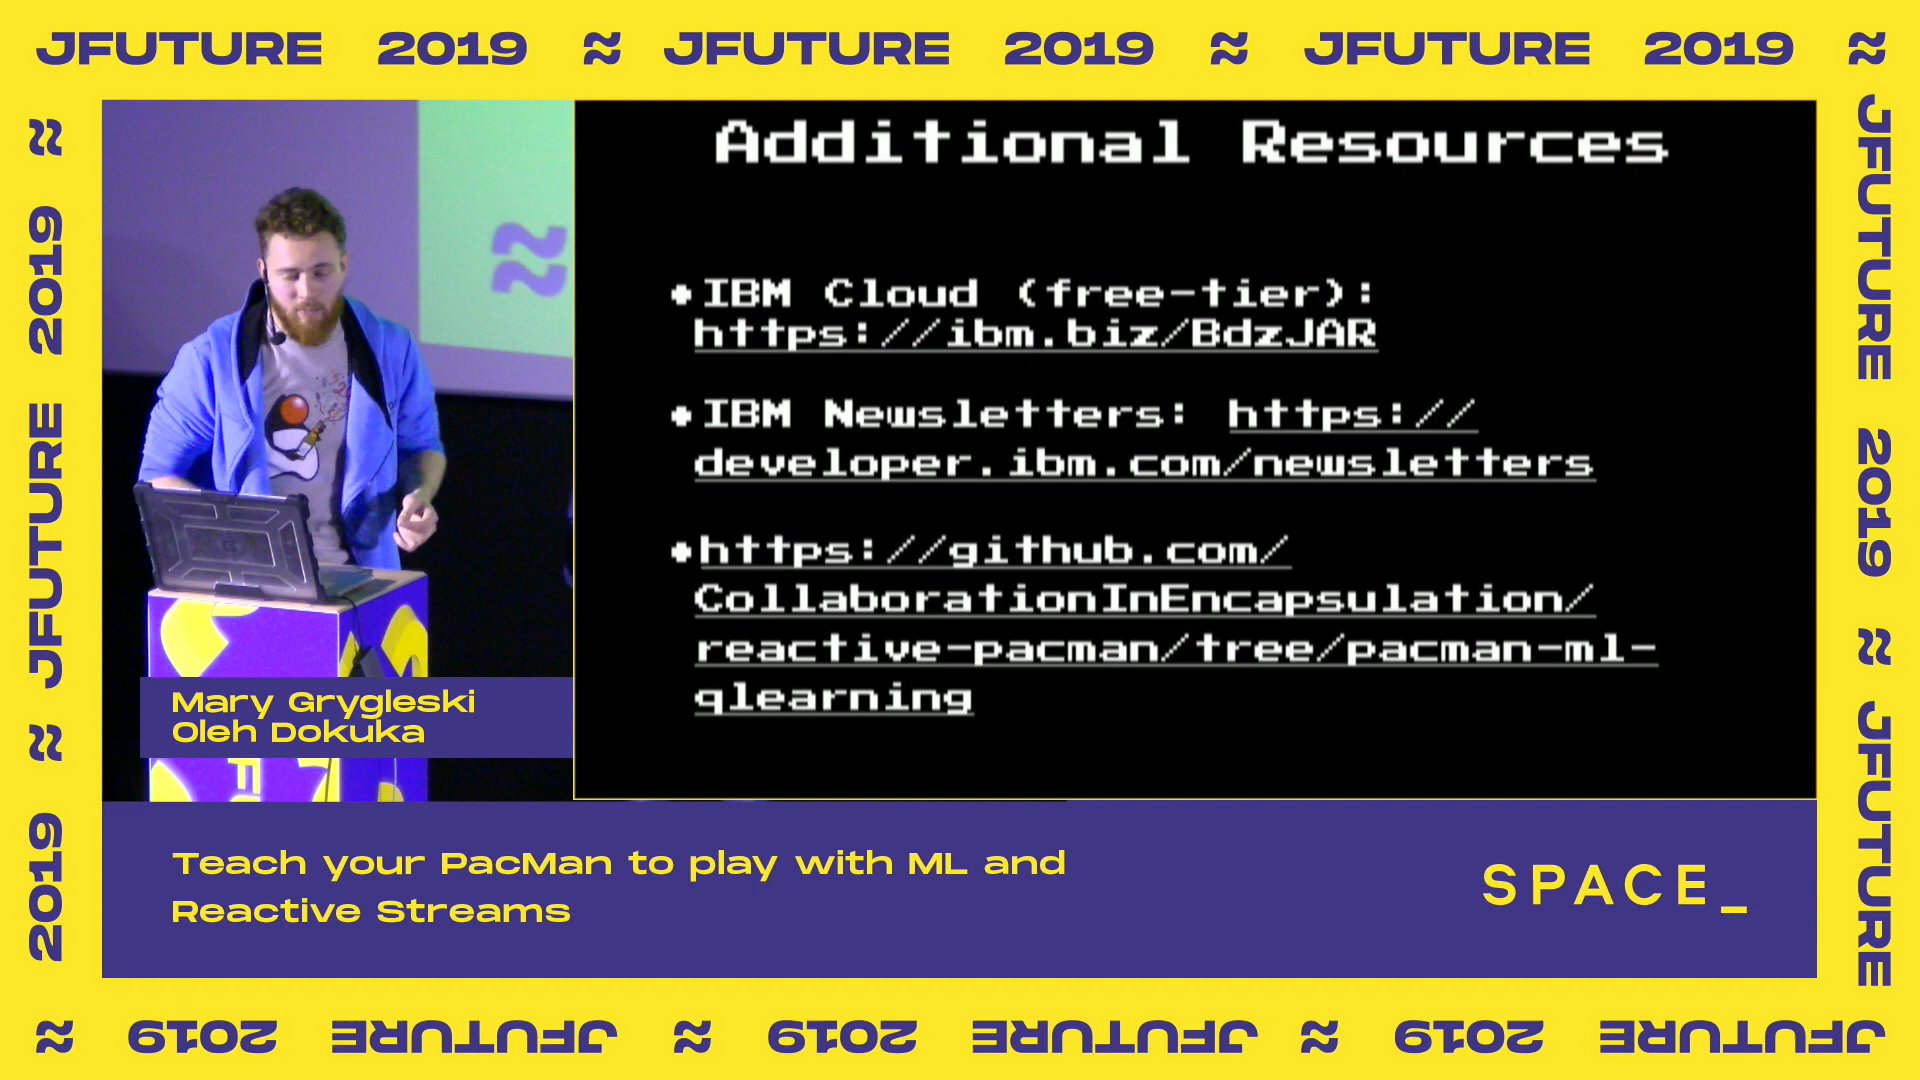 JFUTURE 2019 ≈ JFUTURE 2019 ≈ JFUTURE 2019 ≈
JFUTURE 2019 ≈ JFUTURE
2019 ≈ JFUTURE 2019 ≈
Additional Resources
•IBM Cloud (free-tier):
https://ibm.biz/BdzJAR
•IBM Newsletters: https://
developer.ibm.com/newsletters
•https://github.com/
CollaborationInEncapsulation/
reactive-pacman/tree/pacman-ml-
qlearning
Mary Grygleski
Oleh Dokuka
Teach your PacMan to play with ML and
Reactive Streams
SPACE_
JFUTURE 2019 ≈ JFUTURE 2019 ≈ JFUTURE 2019 ≈